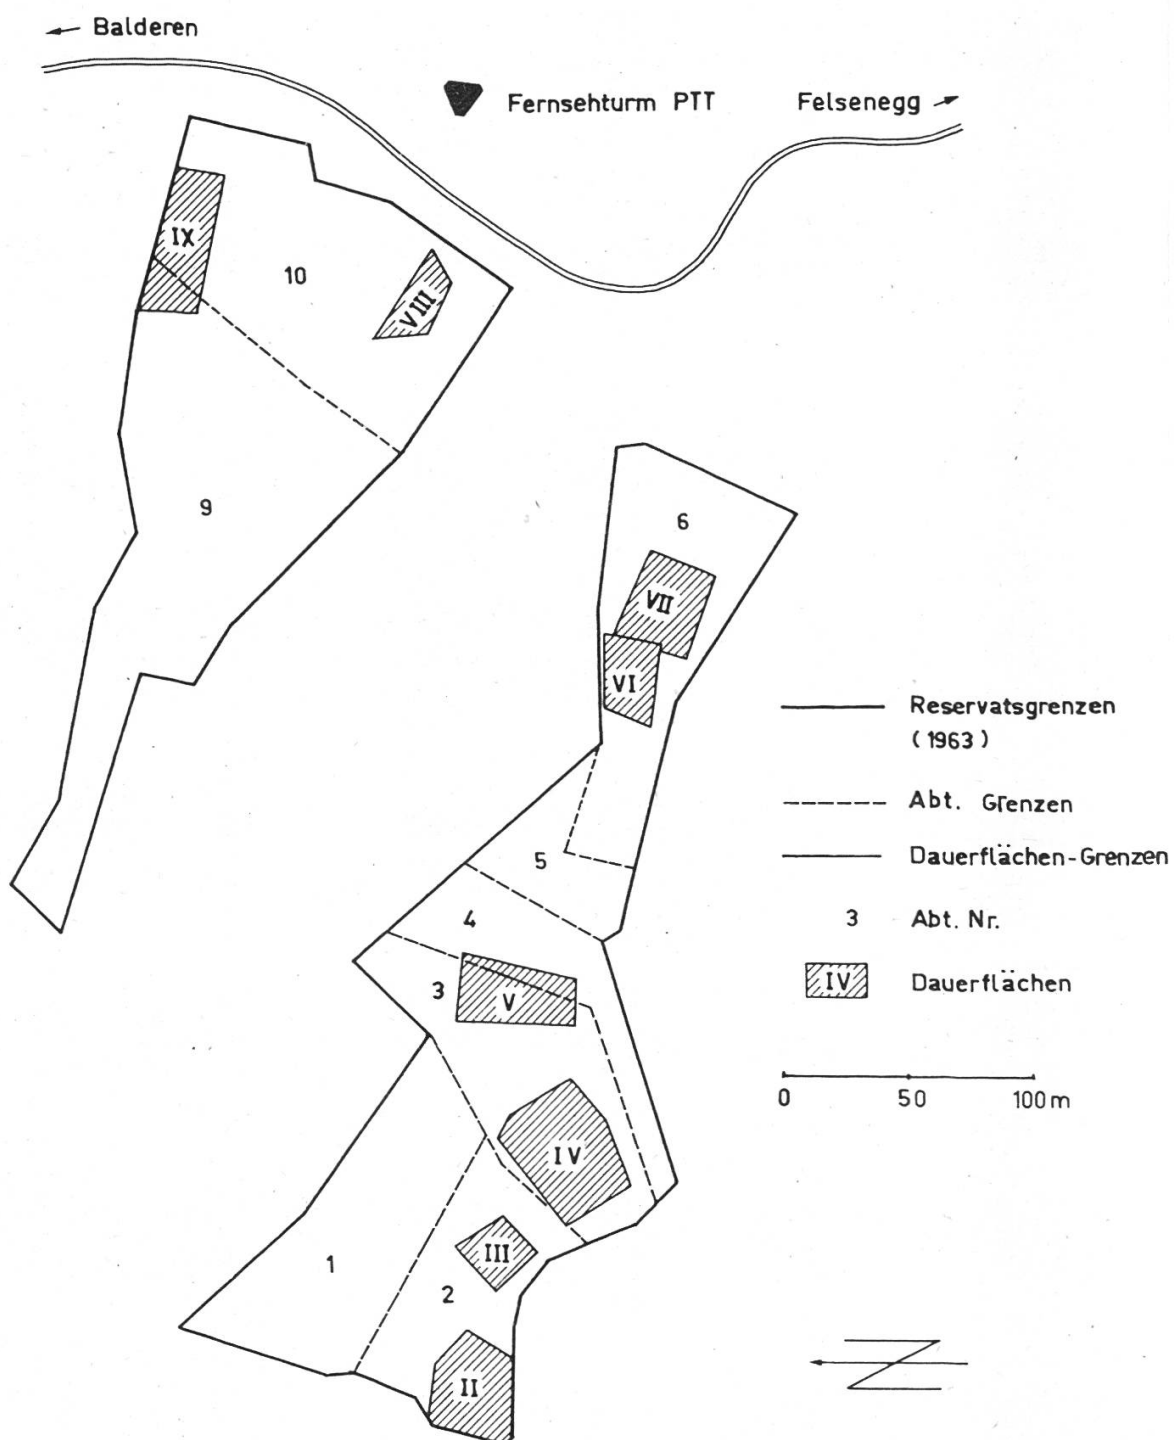 Balderen
Fernsehturm PTT
Felsenegg
IX
10
VIII
9
6
VII
VI
Reservatsgrenzen
(1963)
Abt. Grenzen
5
Dauerflächen-Grenzen
4
3 Abt. Nr.
3
V
IV Dauerflächen
0 50 100 m
IV
III
1
2
II
N